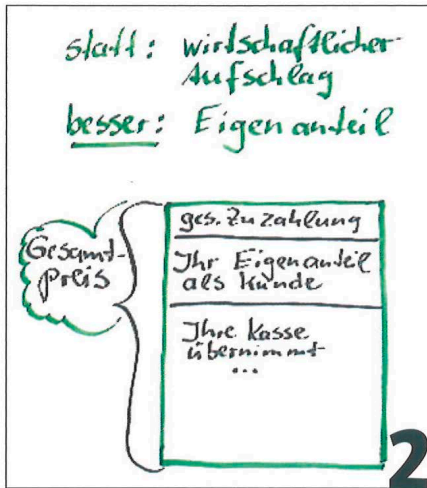 statt: wirtschaftlicher
Aufschlag
besser: Eigenanteil
Gesamt-
preis
ges. Zuzahlung
Ihr Eigenanteil
als Kunde
Ihre Kasse
übernimmt
...
2